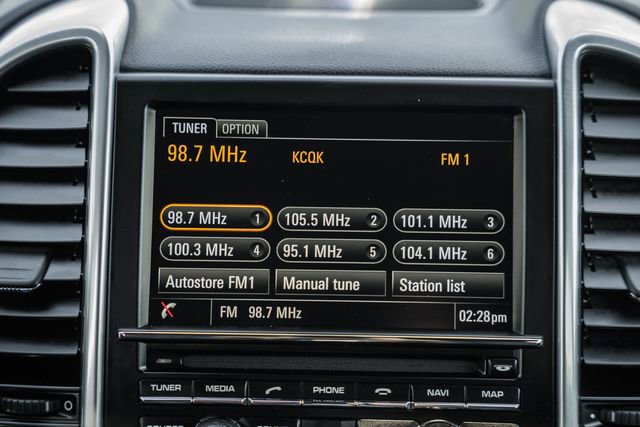 TUNER OPTION
98.7 MHz KCQK FM 1
98.7 MHz 1 105.5 MHz 2 101.1 MHz 3
100.3 MHz 4 95.1 MHz 5 104.1 MHz 6
Autostore FM1 Manual tune Station list
FM 98.7 MHz 02:28pm
TUNER MEDIA PHONE NAVI MAP